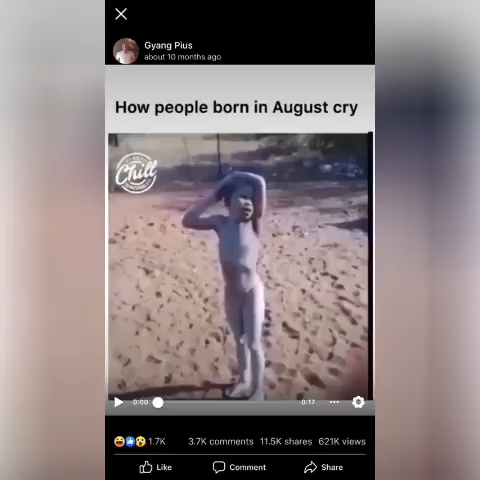 Gyang Pius
about 10 months ago
How people born in August cry
Chill
0:00
0:17
1.7K
3.7K comments
11.5K shares
621K views
Like
Comment
Share